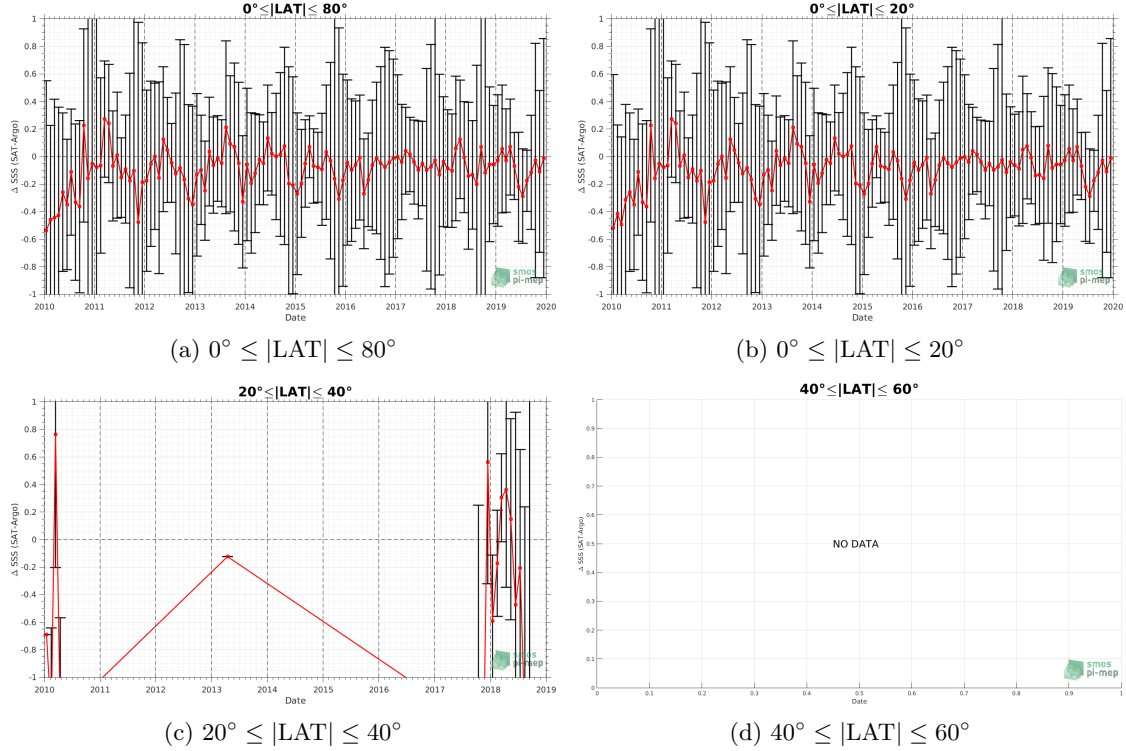 0°≤|LAT|≤ 80°
1
0.8
0.6
0.4
0.2
0
-0.2
-0.4
-0.6
-0.8
-1
Δ SSS (SAT-Argo)
2010 2011 2012 2013 2014 2015 2016 2017 2018 2019 2020
Date
smos
pi-mep
(a) 0° ≤ |LAT| ≤ 80°
0°≤|LAT|≤ 20°
1
0.8
0.6
0.4
0.2
0
-0.2
-0.4
-0.6
-0.8
-1
Δ SSS (SAT-Argo)
2010 2011 2012 2013 2014 2015 2016 2017 2018 2019 2020
Date
smos
pi-mep
(b) 0° ≤ |LAT| ≤ 20°
20°≤|LAT|≤ 40°
1
0.8
0.6
0.4
0.2
0
-0.2
-0.4
-0.6
-0.8
-1
Δ SSS (SAT-Argo)
2010 2011 2012 2013 2014 2015 2016 2017 2018 2019
Date
smos
pi-mep
(c) 20° ≤ |LAT| ≤ 40°
40°≤|LAT|≤ 60°
1
0.9
0.8
0.7
0.6
0.5
0.4
0.3
0.2
0.1
0
Δ SSS (SAT-Argo)
NO DATA
0 0.1 0.2 0.3 0.4 0.5 0.6 0.7 0.8 0.9 1
Date
smos
pi-mep
(d) 40° ≤ |LAT| ≤ 60°